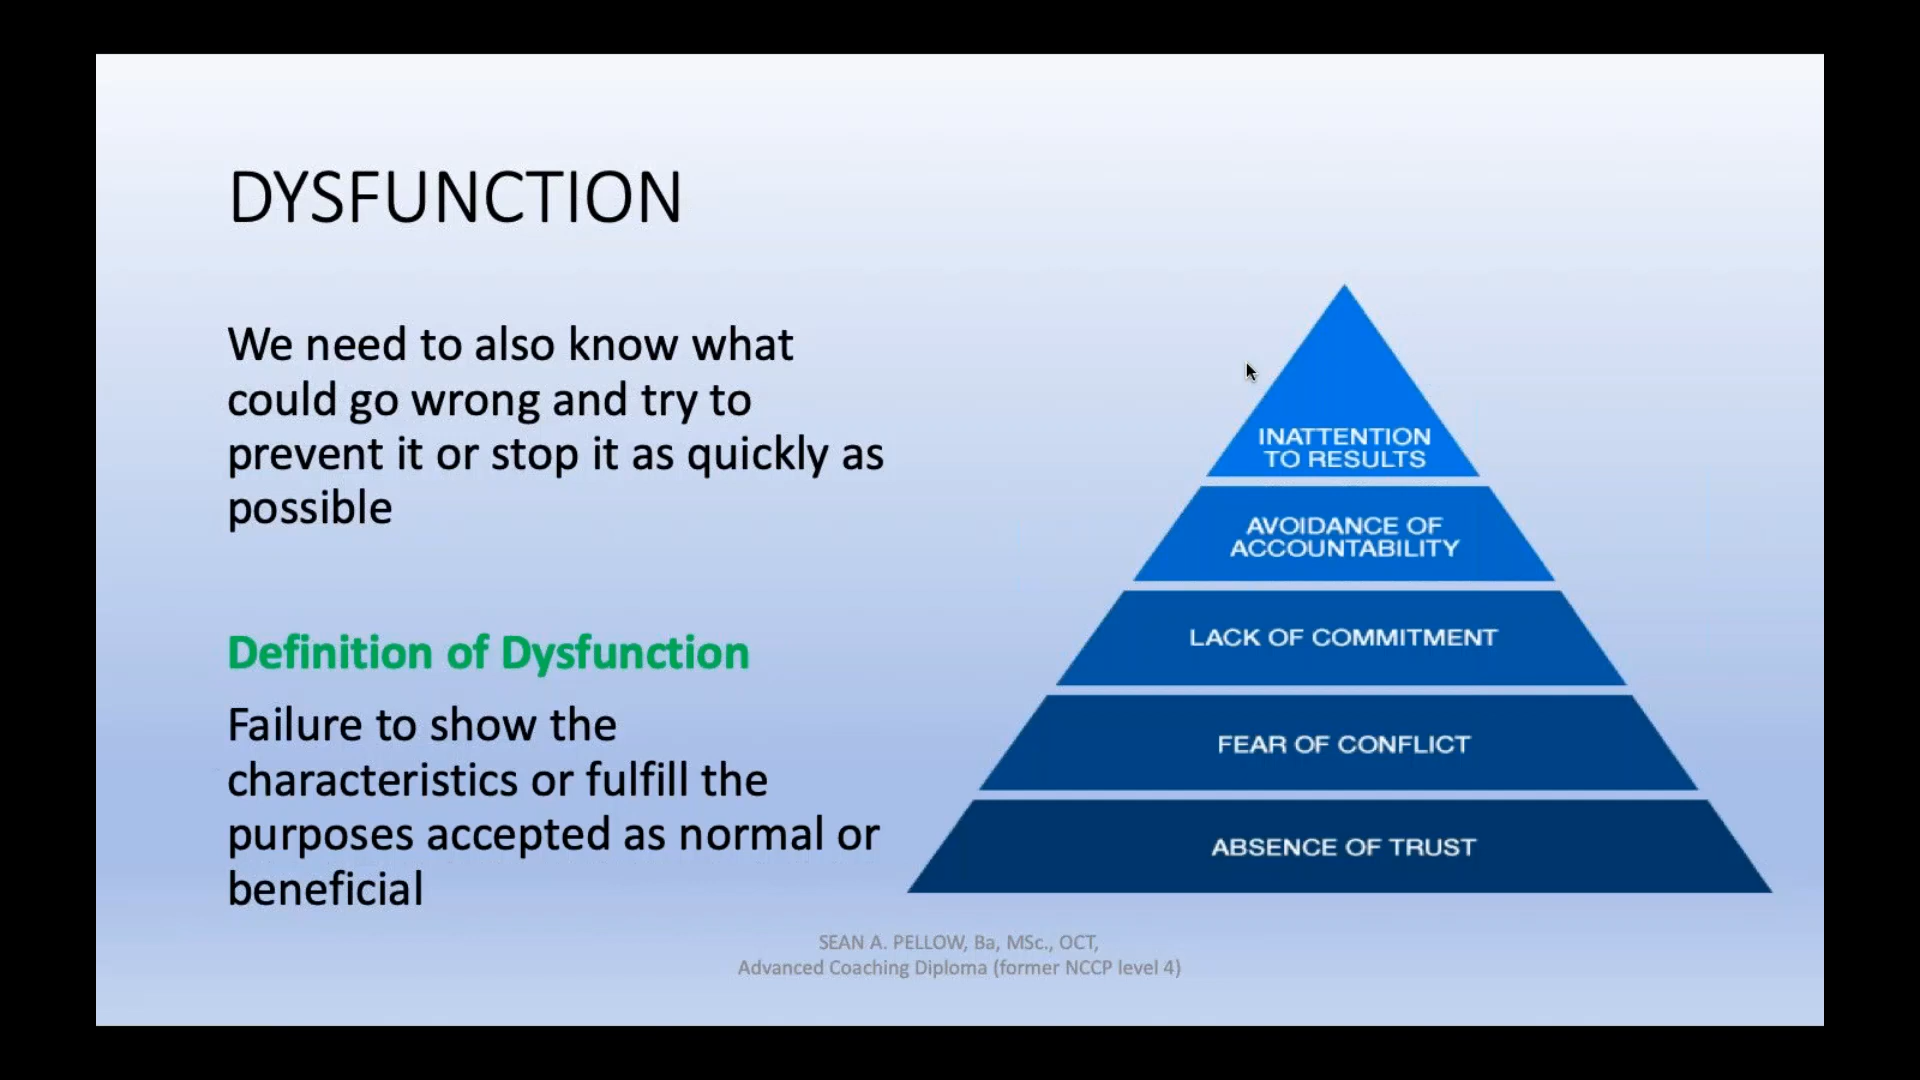 DYSFUNCTION
We need to also know what
could go wrong and try to
prevent it or stop it as quickly as
possible
Definition of Dysfunction
Failure to show the
characteristics or fulfill the
purposes accepted as normal or
beneficial
INATTENTION
TO RESULTS
AVOIDANCE OF
ACCOUNTABILITY
LACK OF COMMITMENT
FEAR OF CONFLICT
ABSENCE OF TRUST
SEAN A. PELLOW, Ba, MSc., OCT,
Advanced Coaching Diploma (former NCCP level 4)